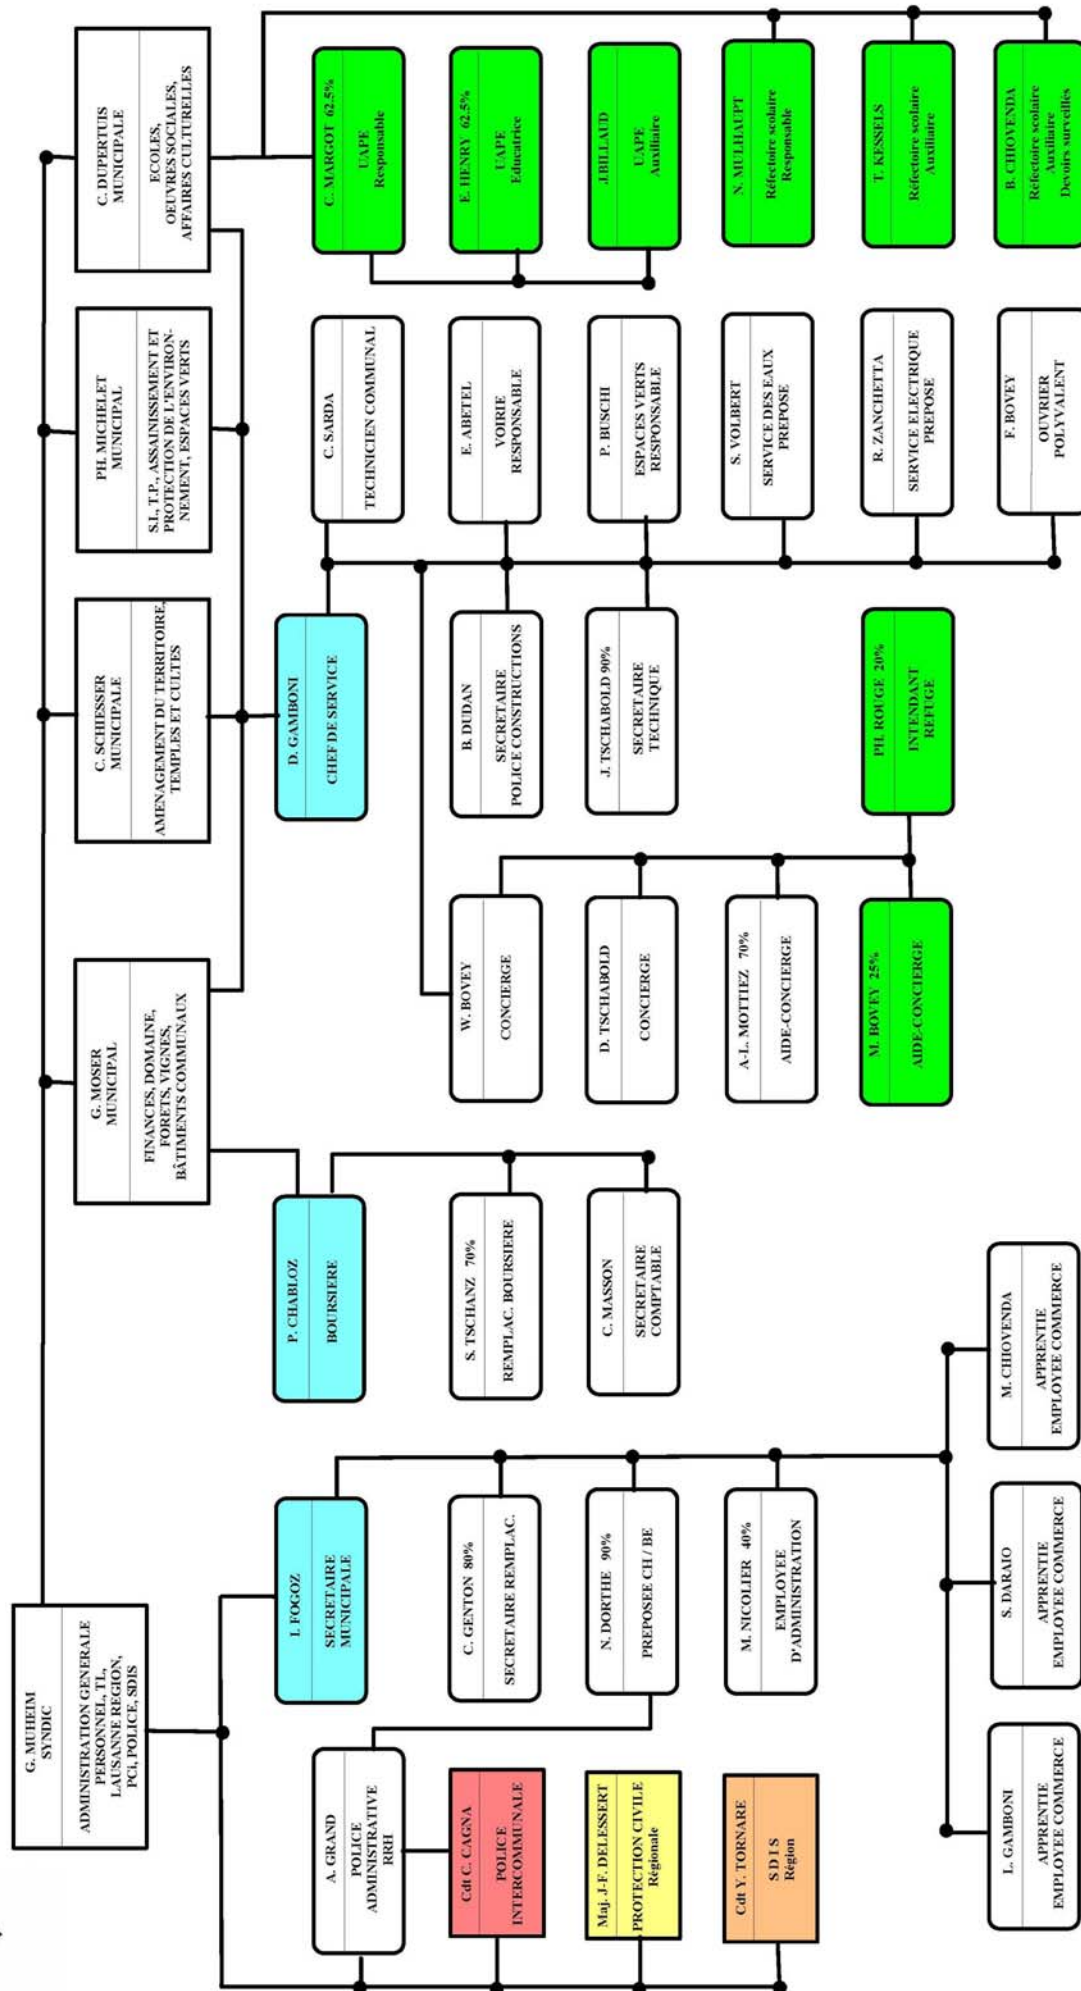 G. MUHEIM
SYNDIC
ADMINISTRATION GENERALE
PERSONNEL, TL,
LAUSANNE REGION,
PCi, POLICE, SDIS
G. MOSER
MUNICIPAL
FINANCES, DOMAINE,
FORETS, VIGNES,
BÂTIMENTS COMMUNAUX
C. SCHIESSER
MUNICIPALE
AMENAGEMENT DU TERRITOIRE,
TEMPLES ET CULTES
PH. MICHELET
MUNICIPAL
S.I., T.P., ASSAINISSEMENT ET
PROTECTION DE L'ENVIRON-
NEMENT, ESPACES VERTS
C. DUPERTUIS
MUNICIPALE
ECOLES,
OEUVRES SOCIALES,
AFFAIRES CULTURELLES
I. FOGOZ
SECRETAIRE
MUNICIPALE
P. CHABLOZ
BOURSIERE
D. GAMBONI
CHEF DE SERVICE
C. SARDA
TECHNICIEN COMMUNAL
C. MARGOT 62.5%
UAPE
Responsable
A. GRAND
POLICE
ADMINISTRATIVE
RRH
C. GENTON 80%
SECRETAIRE REMPLAC.
S. TSCHANZ 70%
REMPLAC. BOURSIERE
W. BOVEY
CONCIERGE
B. DUDAN
SECRETAIRE
POLICE CONSTRUCTIONS
E. ABETEL
VOIRIE
RESPONSABLE
E. HENRY 62.5%
UAPE
Educatrice
Cdt C. CAGNA
POLICE
INTERCOMMUNALE
N. DORTHE 90%
PREPOSEE CH / BE
C. MASSON
SECRETAIRE
COMPTABLE
D. TSCHABOLD
CONCIERGE
J. TSCHABOLD 90%
SECRETAIRE
TECHNIQUE
P. BUSCHI
ESPACES VERTS
RESPONSABLE
J.BILLAUD
UAPE
Auxiliaire
Maj. J-F. DELESSERT
PROTECTION CIVILE
Régionale
M. NICOLIER 40%
EMPLOYEE
D'ADMINISTRATION
A-L. MOTTIEZ 70%
AIDE-CONCIERGE
S. VOLBERT
SERVICE DES EAUX
PREPOSE
N. MULHAUPT
Réfectoire scolaire
Responsable
Cdt Y. TORNARE
S D I S
Région
M. BOVEY 25%
AIDE-CONCIERGE
PH. ROUGE 20%
INTENDANT
REFUGE
R. ZANCHETTA
SERVICE ELECTRIQUE
PREPOSE
T. KESSELS
Réfectoire scolaire
Auxiliaire
L. GAMBONI
APPRENTIE
EMPLOYEE COMMERCE
S. DARAIO
APPRENTIE
EMPLOYEE COMMERCE
M. CHIOVENDA
APPRENTIE
EMPLOYEE COMMERCE
F. BOVEY
OUVRIER
POLYVALENT
B. CHIOVENDA
Réfectoire scolaire
Auxiliaire
Devoirs surveillés